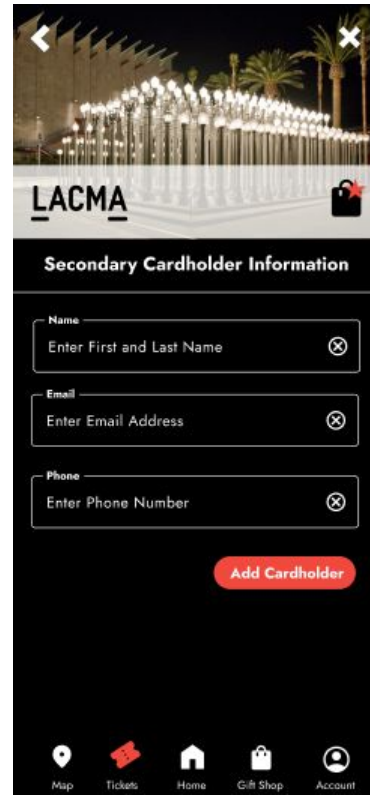 LACMA
Secondary Cardholder Information
Name
Enter First and Last Name
Email
Enter Email Address
Phone
Enter Phone Number
Add Cardholder
Map Tickets Home Gift Shop Account